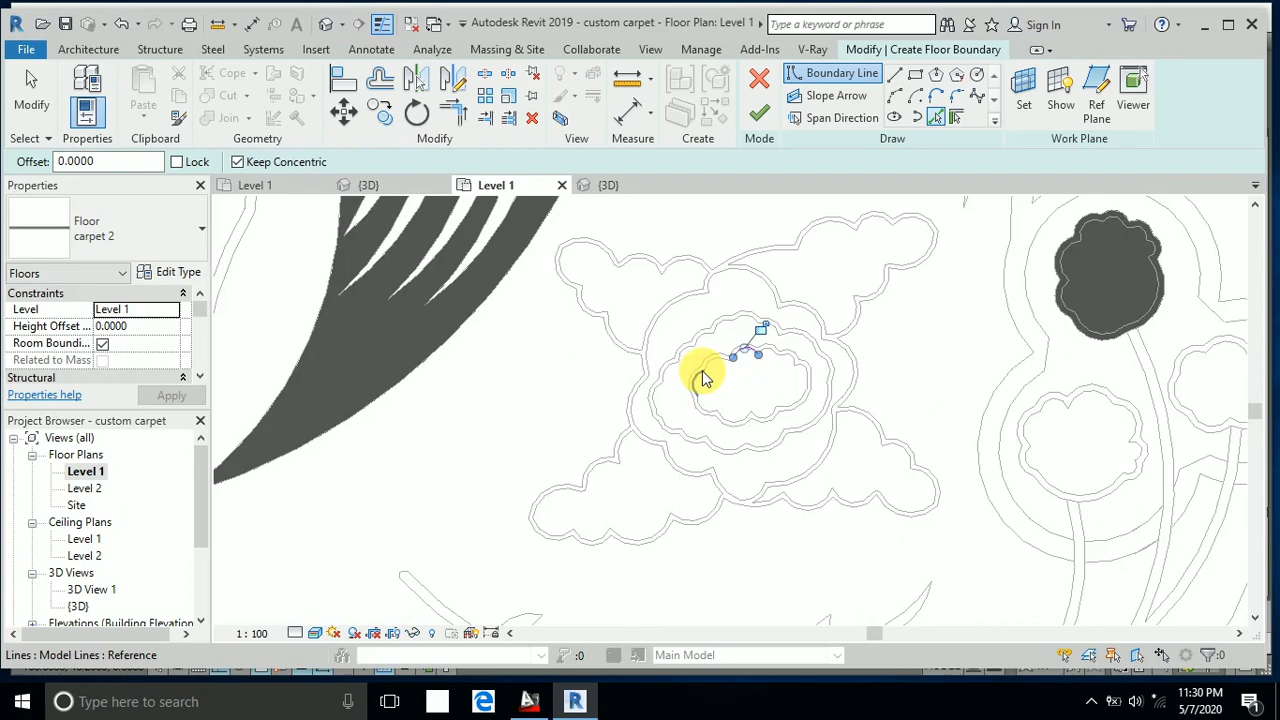 Autodesk Revit 2019 - custom carpet - Floor Plan: Level 1
Type a keyword or phrase
Sign In
File Architecture Structure Steel Systems Insert Annotate Analyze Massing & Site Collaborate View Manage Add-Ins V-Ray Modify | Create Floor Boundary
Modify
Properties
Paste
Cope
Cut
Join
Boundary Line
Slope Arrow
Span Direction
Set
Show
Ref Plane
Viewer
Select Properties Clipboard Geometry Modify View Measure Create Mode Draw Work Plane
Offset: 0.0000 Lock Keep Concentric
Properties
Level 1 {3D} Level 1 {3D}
Floor
carpet 2
Floors Edit Type
Constraints
Level Level 1
Height Offset ... 0.0000
Room Boundi...
Related to Mass
Structural
Properties help Apply
Project Browser - custom carpet
Views (all)
Floor Plans
Level 1
Level 2
Site
Ceiling Plans
Level 1
Level 2
3D Views
3D View 1
{3D}
Elevations (Building Elevation
1 : 100
Lines : Model Lines : Reference
:0
Main Model
:0
Type here to search
11:30 PM
5/7/2020